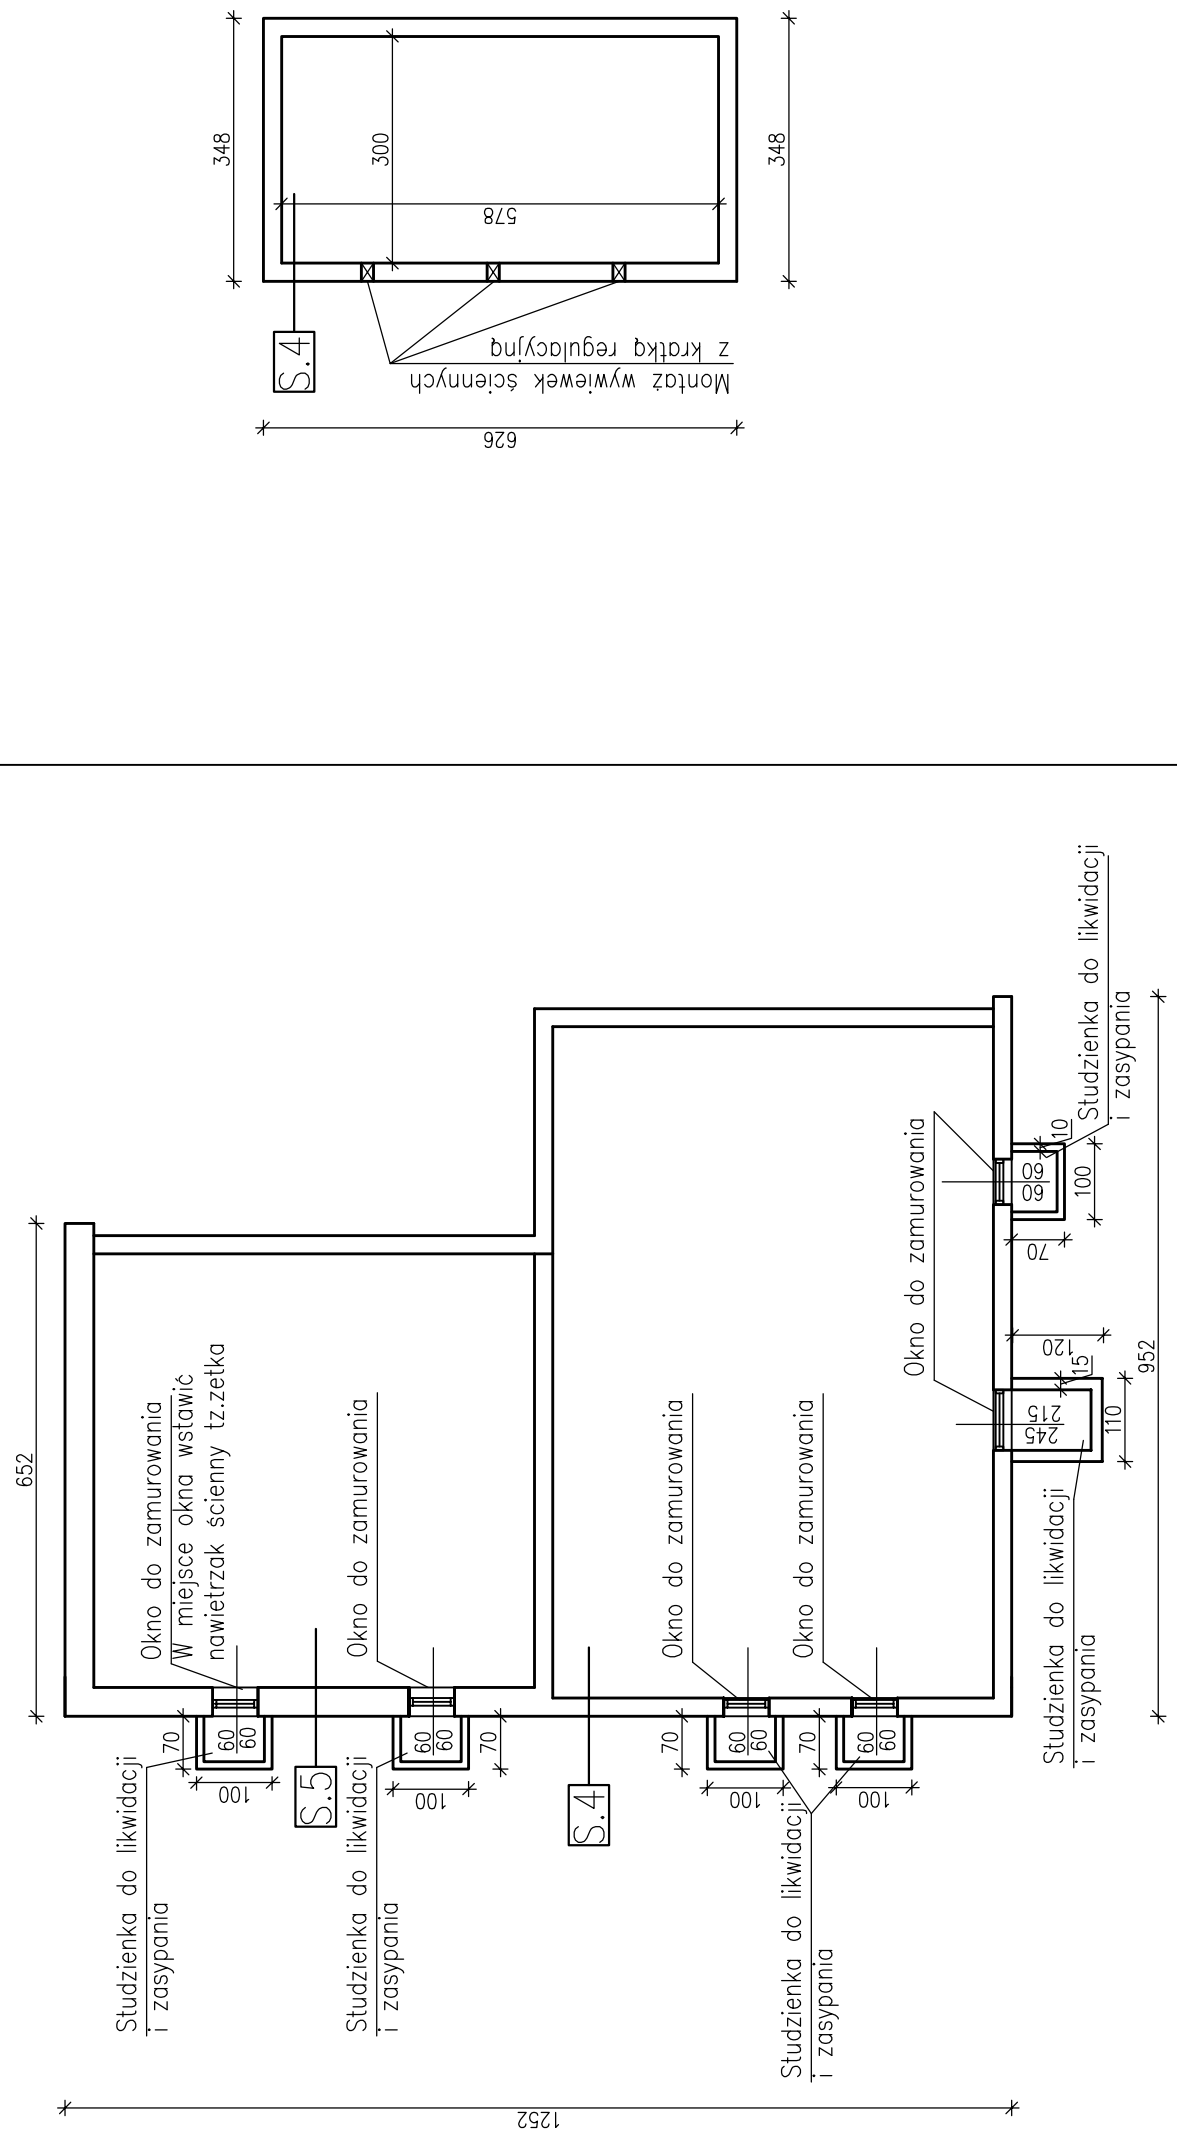 348
300
578
348
S.4
Montaż wywiewek ściennych
z kratką regulacyjną
626
652
Okno do zamurowania
W miejsce okna wstawić
nawietrzak ścienny tz.zetka
Okno do zamurowania
Okno do zamurowania
Okno do zamurowania
Okno do zamurowania
70
60
60
100
70
60
60
100
70
60
60
100
70
60
60
100
S.5
S.4
Studzienka do likwidacji
i zasypania
Studzienka do likwidacji
i zasypania
Studzienka do likwidacji
i zasypania
Studzienka do likwidacji
i zasypania
Studzienka do likwidacji
i zasypania
215
245
110
15
120
60
60
100
10
70
952
1252